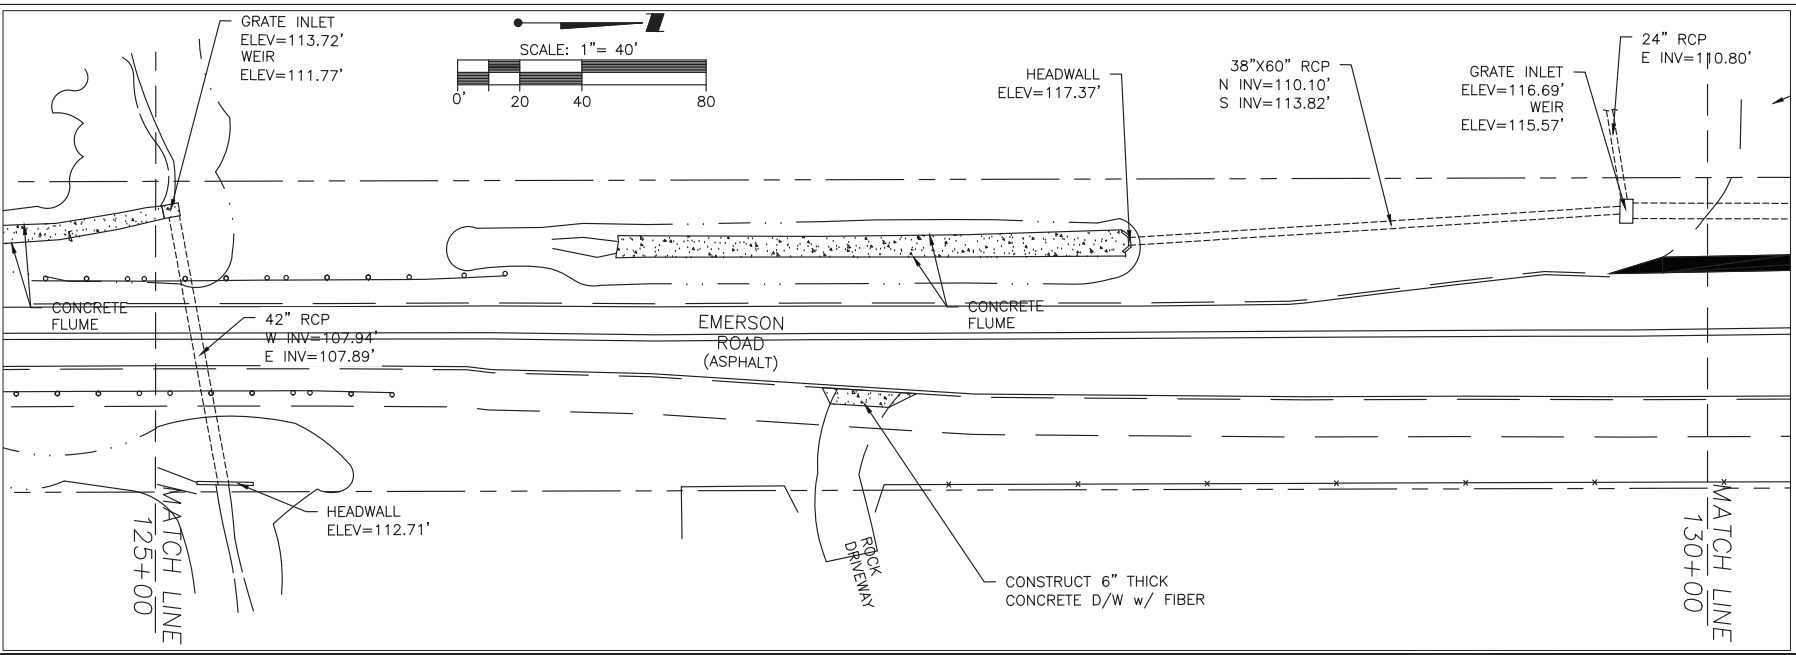 GRATE INLET
ELEV=113.72'
WEIR
ELEV=111.77'
SCALE: 1"= 40'
0'
20
40
80
HEADWALL
ELEV=117.37'
38"X60" RCP
N INV=110.10'
S INV=113.82'
GRATE INLET
ELEV=116.69'
WEIR
ELEV=115.57'
24" RCP
E INV=110.80'
CONCRETE
FLUME
42" RCP
W INV=107.94'
E INV=107.89'
EMERSON
ROAD
(ASPHALT)
CONCRETE
FLUME
HEADWALL
ELEV=112.71'
MATCH LINE
125+00
ROCK
DRIVEWAY
CONSTRUCT 6" THICK
CONCRETE D/W w/ FIBER
MATCH LINE
130+00